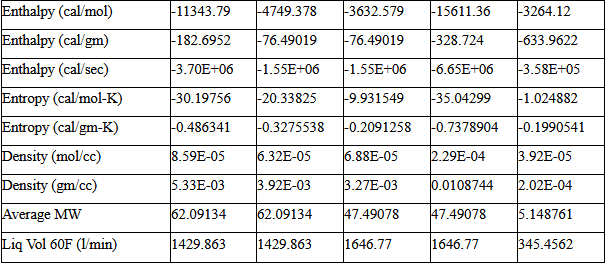 Enthalpy (cal/mol) -11343.79 -4749.378 -3632.579 -15611.36 -3264.12
Enthalpy (cal/gm) -182.6952 -76.49019 -76.49019 -328.724 -633.9622
Enthalpy (cal/sec) -3.70E+06 -1.55E+06 -1.55E+06 -6.65E+06 -3.58E+05
Entropy (cal/mol-K) -30.19756 -20.33825 -9.931549 -35.04299 -1.024882
Entropy (cal/gm-K) -0.486341 -0.3275538 -0.2091258 -0.7378904 -0.1990541
Density (mol/cc) 8.59E-05 6.32E-05 6.88E-05 2.29E-04 3.92E-05
Density (gm/cc) 5.33E-03 3.92E-03 3.27E-03 0.0108744 2.02E-04
Average MW 62.09134 62.09134 47.49078 47.49078 5.148761
Liq Vol 60F (l/min) 1429.863 1429.863 1646.77 1646.77 345.4562